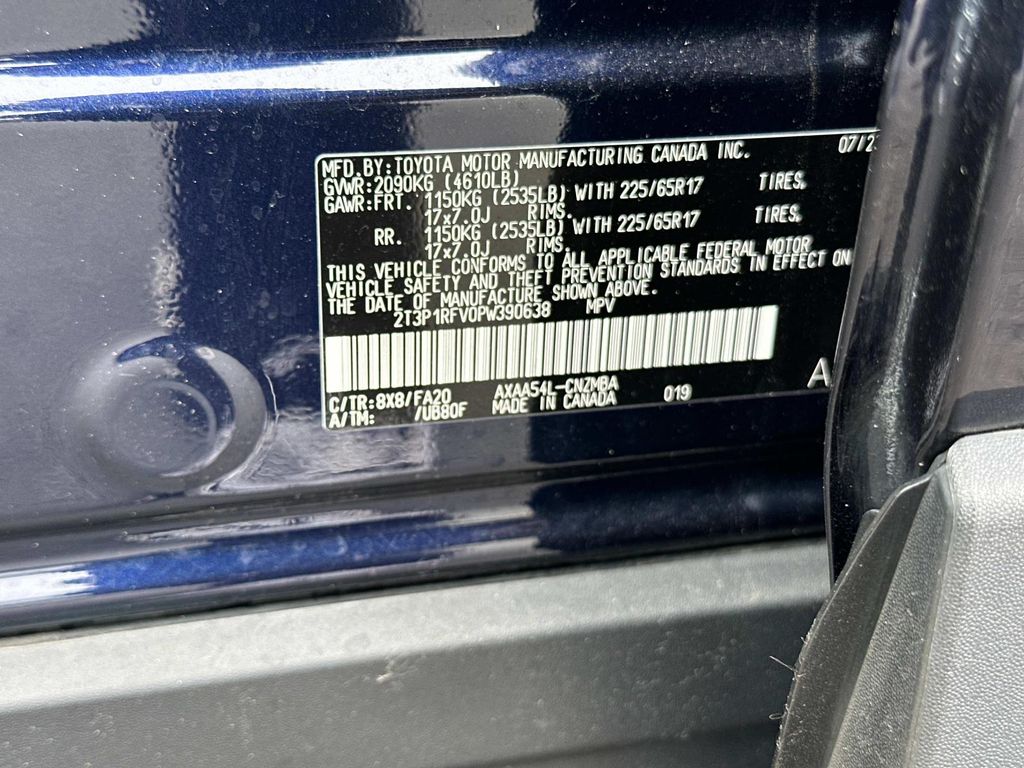 MFD.BY:TOYOTA MOTOR MANUFACTURING CANADA INC. 07/2
GVWR:2090KG (4610LB)
GAWR:FRT. 1150KG (2535LB) WITH 225/65R17 TIRES,
17x7.0J RIMS.
RR. 1150KG (2535LB) WITH 225/65R17 TIRES,
17x7.0J RIMS.
THIS VEHICLE CONFORMS TO ALL APPLICABLE FEDERAL MOTOR
VEHICLE SAFETY AND THEFT PREVENTION STANDARDS IN EFFECT ON
THE DATE OF MANUFACTURE SHOWN ABOVE.
2T3P1RFV0PW390638 MPV
A
C/TR:8X8/FA20 AXAA54L-CNZMBA 019
A/TM: /U680F MADE IN CANADA